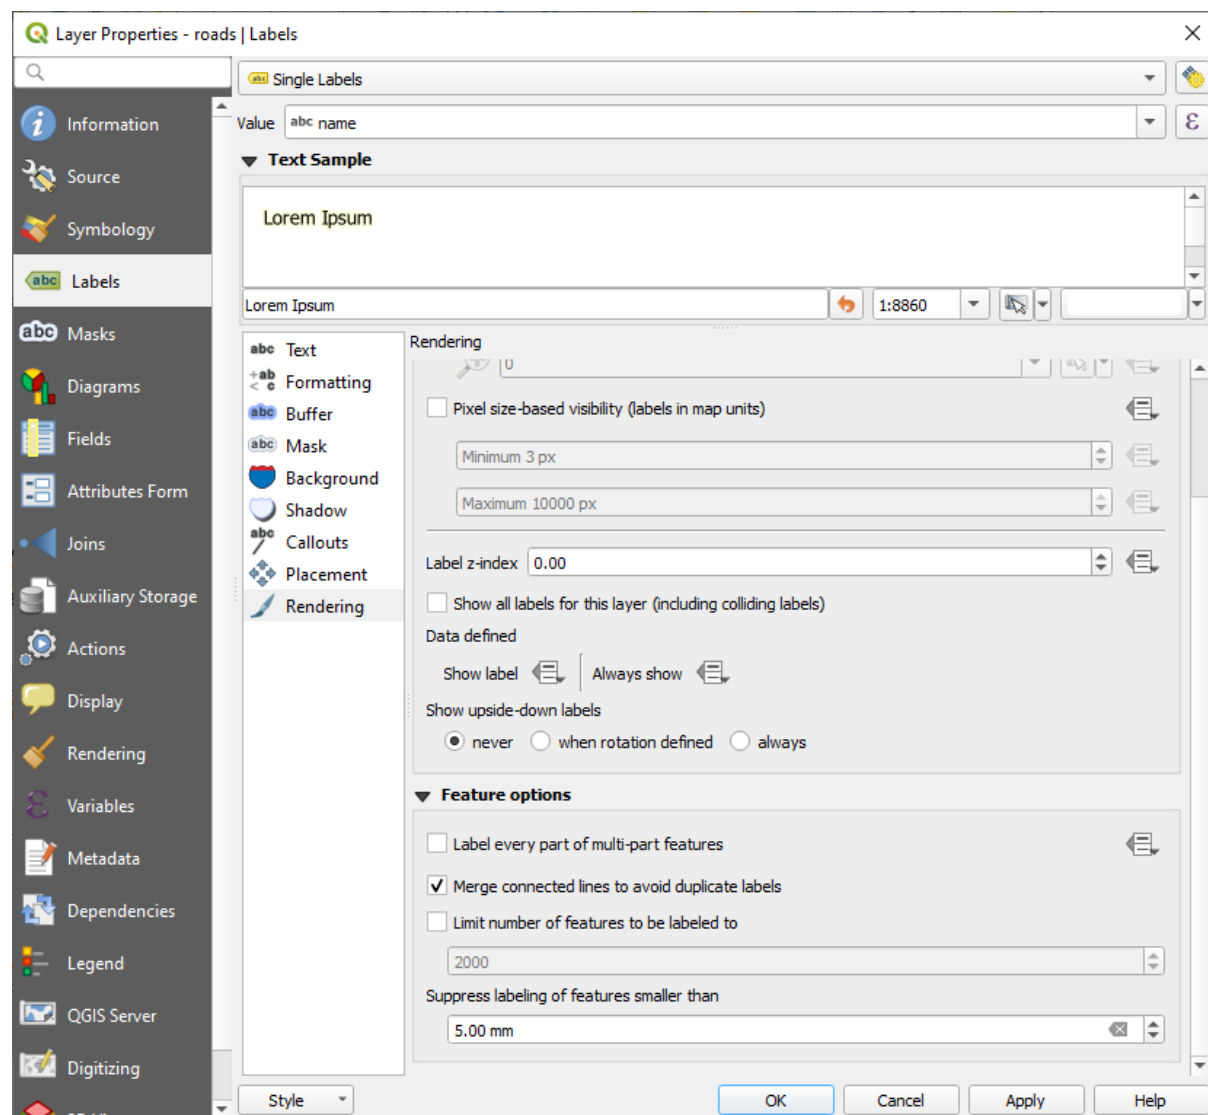 Layer Properties - roads | Labels
Single Labels
Value abc name
Text Sample
Lorem Ipsum
Lorem Ipsum
1:8860
Information
Source
Symbology
abc Labels
abc Masks
Diagrams
Fields
Attributes Form
Joins
Auxiliary Storage
Actions
Display
Rendering
Variables
Metadata
Dependencies
Legend
QGIS Server
Digitizing
abc Text
+ab < c Formatting
abc Buffer
abc Mask
Background
Shadow
abc Callouts
Placement
Rendering
Rendering
0
Pixel size-based visibility (labels in map units)
Minimum 3 px
Maximum 10000 px
Label z-index 0.00
Show all labels for this layer (including colliding labels)
Data defined
Show label Always show
Show upside-down labels
never when rotation defined always
Feature options
Label every part of multi-part features
Merge connected lines to avoid duplicate labels
Limit number of features to be labeled to
2000
Suppress labeling of features smaller than
5.00 mm
Style OK Cancel Apply Help